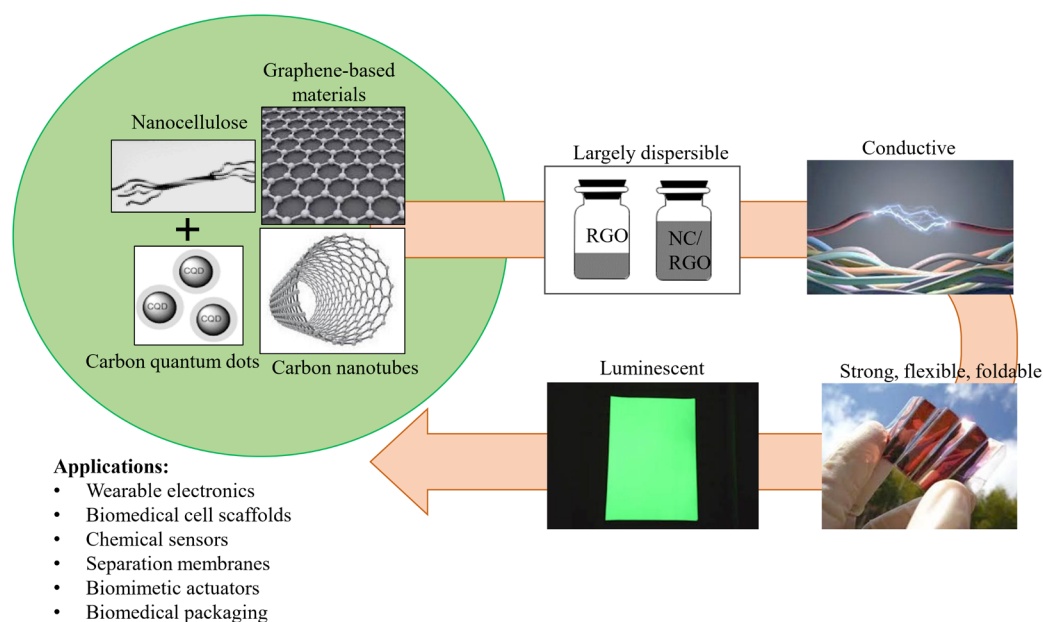 Graphene-based
materials
Nanocellulose
+
CQD
CQD
CQD
Carbon quantum dots
Carbon nanotubes
Largely dispersible
RGO
NC/
RGO
Conductive
Strong, flexible, foldable
Luminescent
Applications:
• Wearable electronics
• Biomedical cell scaffolds
• Chemical sensors
• Separation membranes
• Biomimetic actuators
• Biomedical packaging